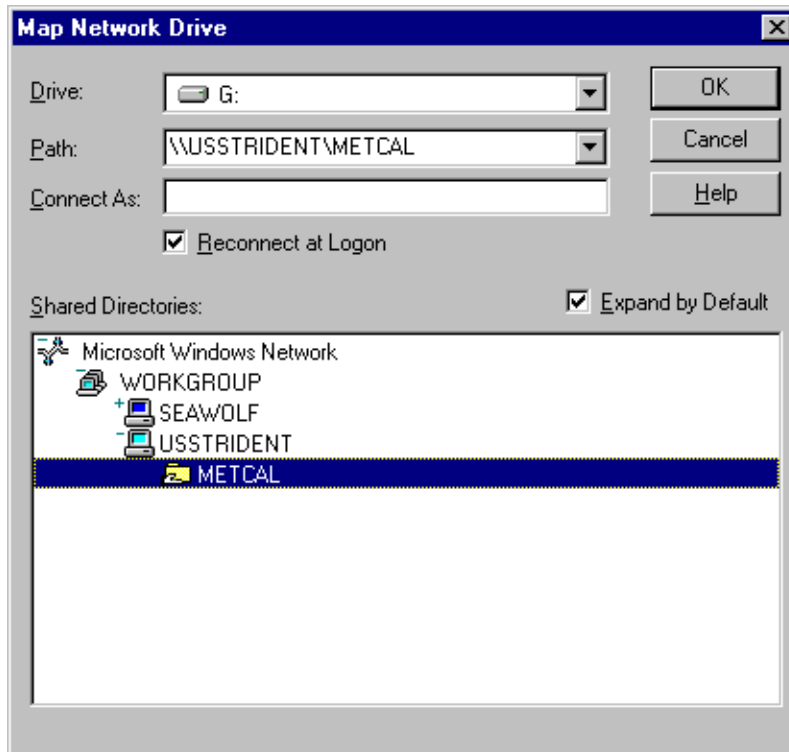 Map Network Drive
Drive: G: OK
Path: \\USSTRIDENT\METCAL Cancel
Connect As: Help
Reconnect at Logon
Shared Directories: Expand by Default
Microsoft Windows Network
WORKGROUP
SEAWOLF
USSTRIDENT
METCAL